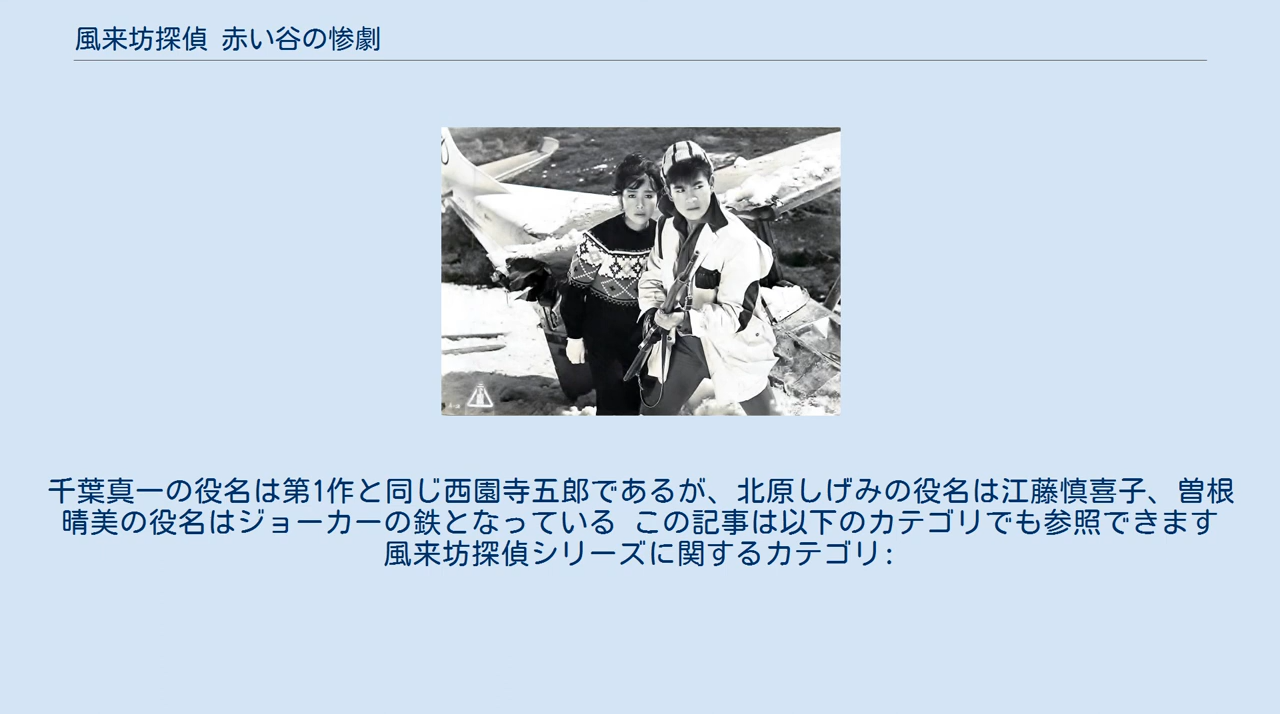 風来坊探偵 赤い谷の惨劇
千葉真一の役名は第1作と同じ西園寺五郎であるが、北原しげみの役名は江藤慎喜子、曽根
晴美の役名はジョーカーの鉄となっている この記事は以下のカテゴリでも参照できます
風来坊探偵シリーズに関するカテゴリ: